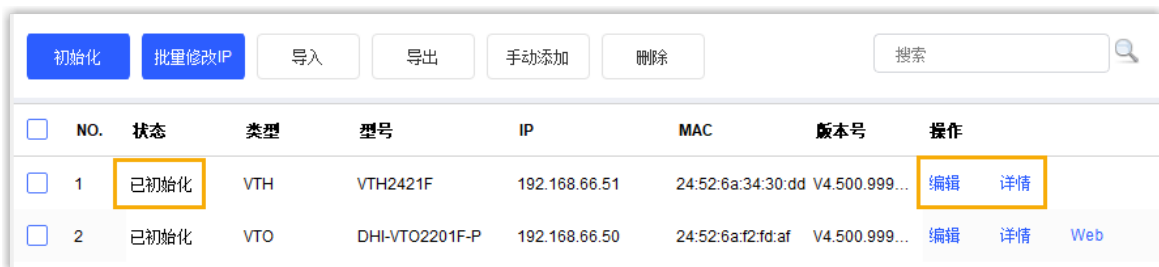 初始化 批量修改IP 导入 导出 手动添加 删除 搜索
NO. 状态 类型 型号 IP MAC 版本号 操作
1 已初始化 VTH VTH2421F 192.168.66.51 24:52:6a:34:30:dd V4.500.999... 编辑 详情
2 已初始化 VTO DHI-VTO2201F-P 192.168.66.50 24:52:6a:f2:fd:af V4.500.999... 编辑 详情 Web